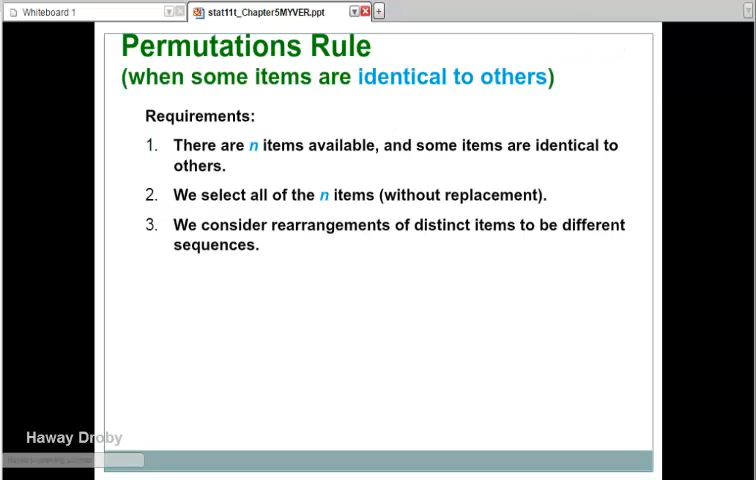 Whiteboard 1
stat11t_Chapter5MYVER.ppt
Permutations Rule
(when some items are identical to others)
Requirements:
1. There are n items available, and some items are identical to
others.
2. We select all of the n items (without replacement).
3. We consider rearrangements of distinct items to be different
sequences.
Haway Droby